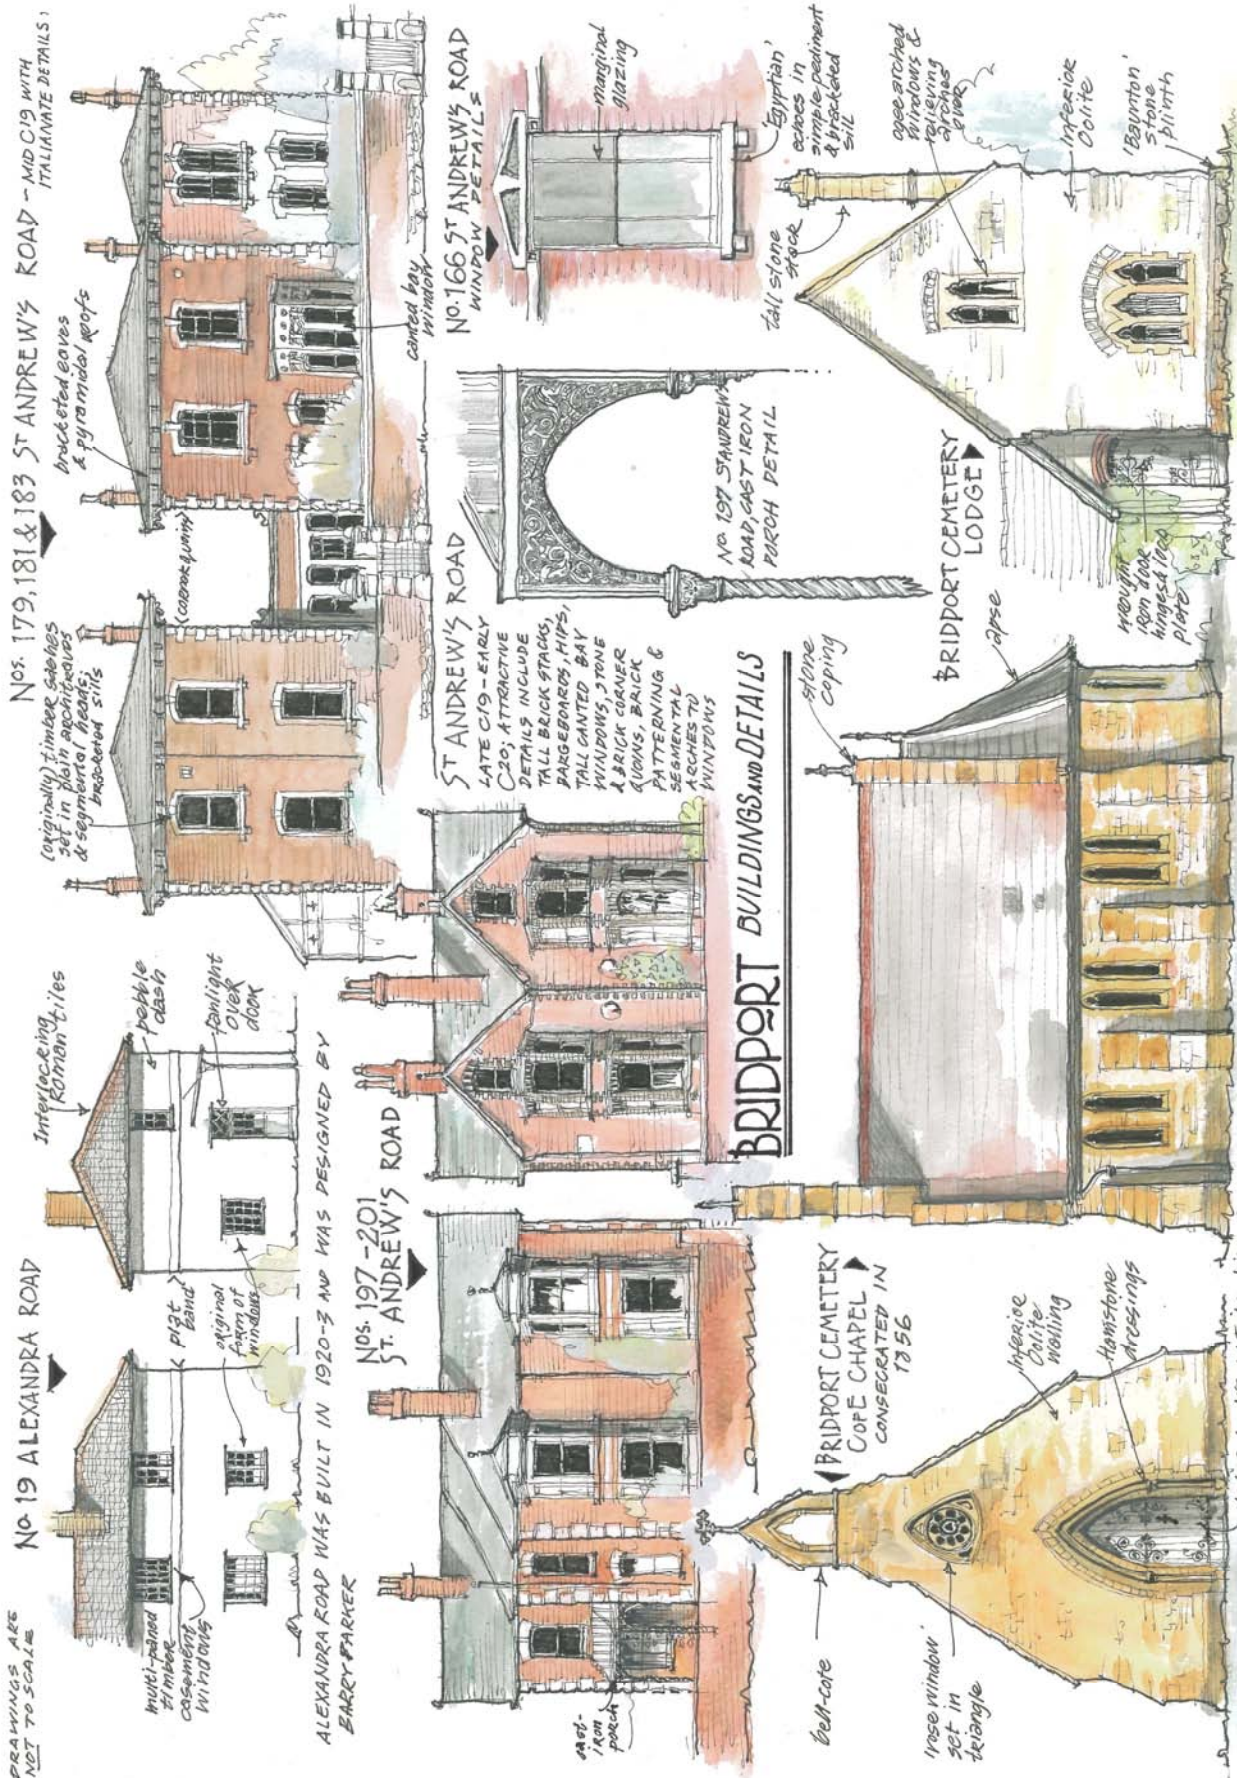 DRAWINGS ARE
NOT TO SCALE
No 19 ALEXANDRA ROAD
Interlocking
Roman tiles
pebble
dash
fanlight
over
door
plat
band
original
form of
windows
multi-paned
timber
casement
windows
ALEXANDRA ROAD WAS BUILT IN 1920-3 AND WAS DESIGNED BY
BARRY PARKER
Nos. 179, 181 & 183 ST ANDREW'S ROAD - MID C19 WITH
ITALIANATE DETAILS;
(originally) timber sashes
set in plain architraves
& segmental heads;
bracketed sills
bracketed eaves
& pyramidal roofs
(CORNER QUOINS)
canted bay
window
Nos. 197-201
ST. ANDREW'S ROAD
cast-
iron
porch
ST ANDREW'S ROAD
LATE C19 - EARLY
C20; ATTRACTIVE
DETAILS INCLUDE
TALL BRICK STACKS,
BARGEBOARDS, HIPS,
TALL CANTED BAY
WINDOWS, STONE
& BRICK CORNER
QUOINS, BRICK
PATTERNING &
SEGMENTAL
ARCHES TO
WINDOWS
No 197 ST ANDREW'S
ROAD, CAST IRON
PORCH DETAIL
No. 166 ST ANDREW'S ROAD
WINDOW DETAILS
marginal
glazing
'Egyptian'
echoes in
simple pediment
& bracketed
sill
BRIDPORT BUILDINGS AND DETAILS
bell-cote
'rose window'
set in
triangle
BRIDPORT CEMETERY
COPE CHAPEL
CONSECRATED IN
1856
Inferior
Oolite
walling
Hamstone
dressings
stone
coping
apse
BRIDPORT CEMETERY
LODGE
tall stone
stack
ogee arched
windows &
relieving
arches
over
Inferior
Oolite
'Baunton'
stone
plinth
wrought
iron door
hinges & lock
plate